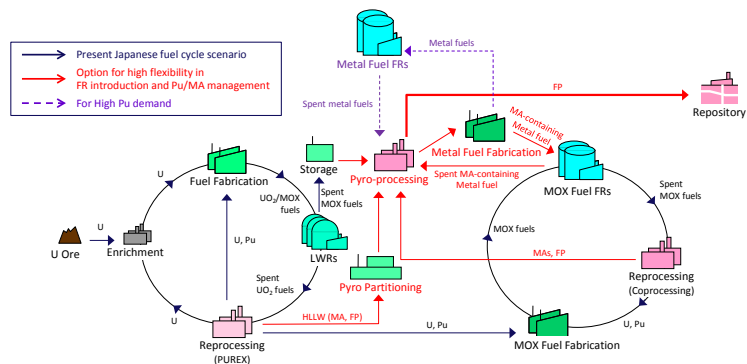 Present Japanese fuel cycle scenario
Option for high flexibility in
FR introduction and Pu/MA management
For High Pu demand
Metal fuels
Metal Fuel FRs
Spent metal fuels
FP
Repository
MA-containing
Metal fuel
Metal Fuel Fabrication
Storage
Pyro-processing
Spent MA-containing
Metal fuel
MOX Fuel FRs
U
Fuel Fabrication
UO2/MOX
fuels
Spent
MOX fuels
Spent
MOX fuels
MOX fuels
U Ore
U
Enrichment
U, Pu
LWRs
MAs, FP
Reprocessing
(Coprocessing)
Spent
UO2 fuels
Pyro Partitioning
U
HLLW (MA, FP)
U, Pu
U, Pu
Reprocessing
(PUREX)
MOX Fuel Fabrication